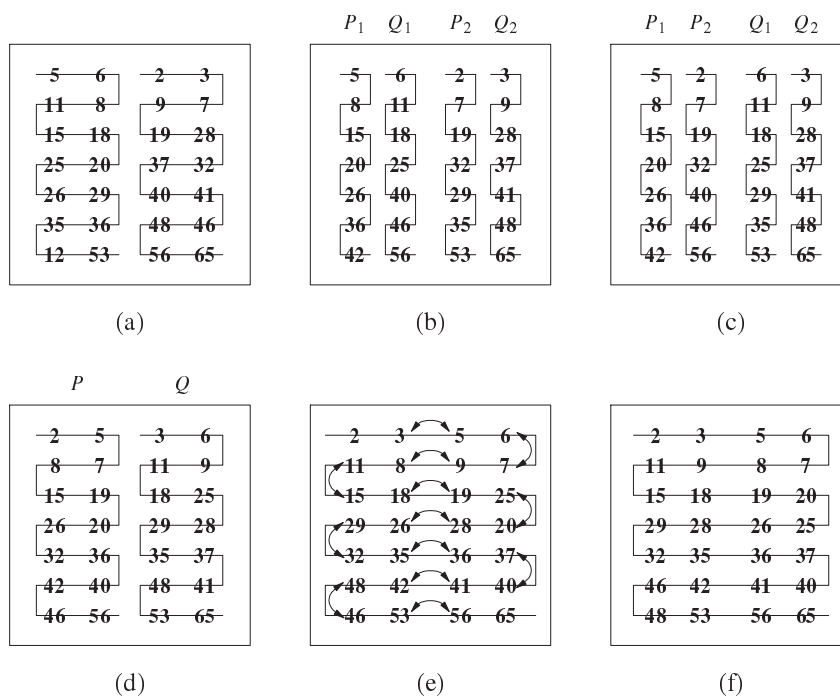 P1 Q1 P2 Q2 P1 P2 Q1 Q2
5 6 2 3 5 6 2 3 5 2 6 3
11 8 9 7 8 11 7 9 8 7 11 9
15 18 19 28 15 18 19 28 15 19 18 28
25 20 37 32 20 25 32 37 20 32 25 37
26 29 40 41 26 40 29 41 26 40 29 41
35 36 48 46 36 46 35 48 36 46 35 48
12 53 56 65 42 56 53 65 42 56 53 65
(a) (b) (c)
P Q
2 5 3 6 2 3 5 6 2 3 5 6
8 7 11 9 11 8 9 7 11 9 8 7
15 19 18 25 15 18 19 25 15 18 19 20
26 20 29 28 29 26 28 20 29 28 26 25
32 36 35 37 32 35 36 37 32 35 36 37
42 40 48 41 48 42 41 40 46 42 41 40
46 56 53 65 46 53 56 65 48 53 56 65
(d) (e) (f)